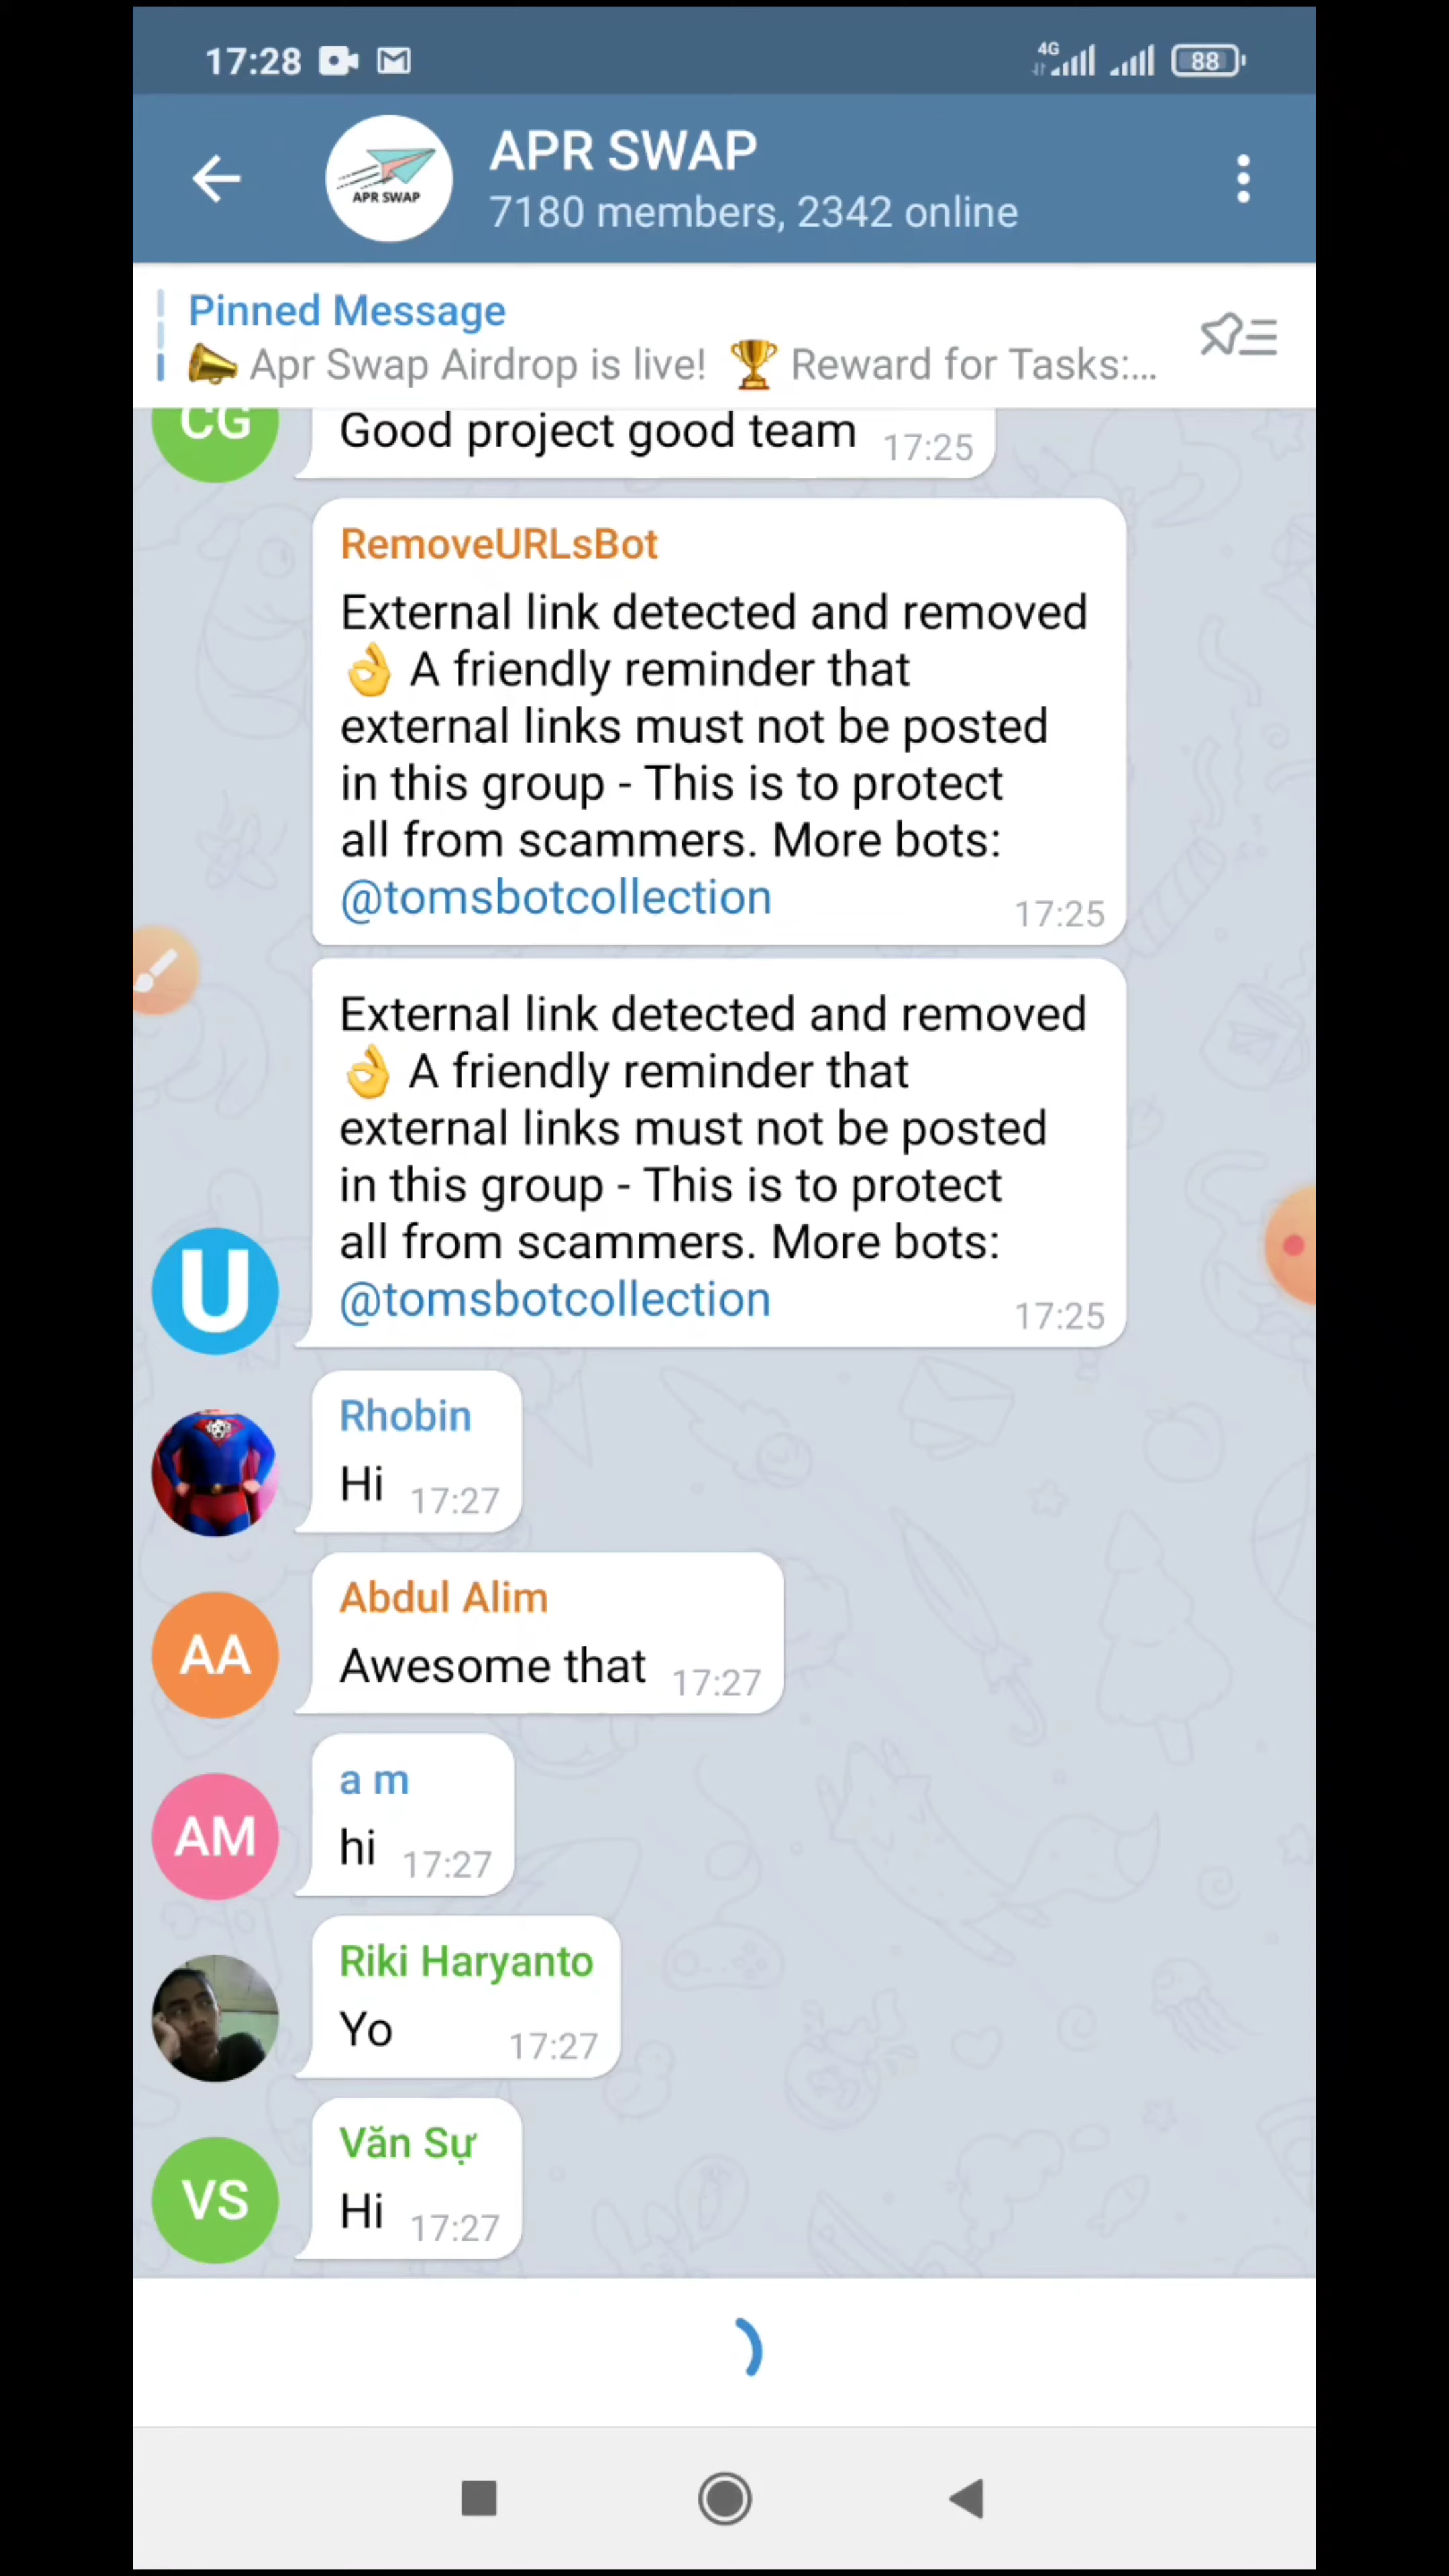 17:28
4G
88
APR SWAP
APR SWAP
7180 members, 2342 online
Pinned Message
📢 Apr Swap Airdrop is live! 🏆 Reward for Tasks:...
CG
Good project good team 17:25
RemoveURLsBot
External link detected and removed
👌 A friendly reminder that
external links must not be posted
in this group - This is to protect
all from scammers. More bots:
@tomsbotcollection 17:25
External link detected and removed
👌 A friendly reminder that
external links must not be posted
in this group - This is to protect
all from scammers. More bots:
@tomsbotcollection 17:25
U
Rhobin
Hi 17:27
Abdul Alim
AA
Awesome that 17:27
a m
AM
hi 17:27
Riki Haryanto
Yo 17:27
Văn Sự
VS
Hi 17:27